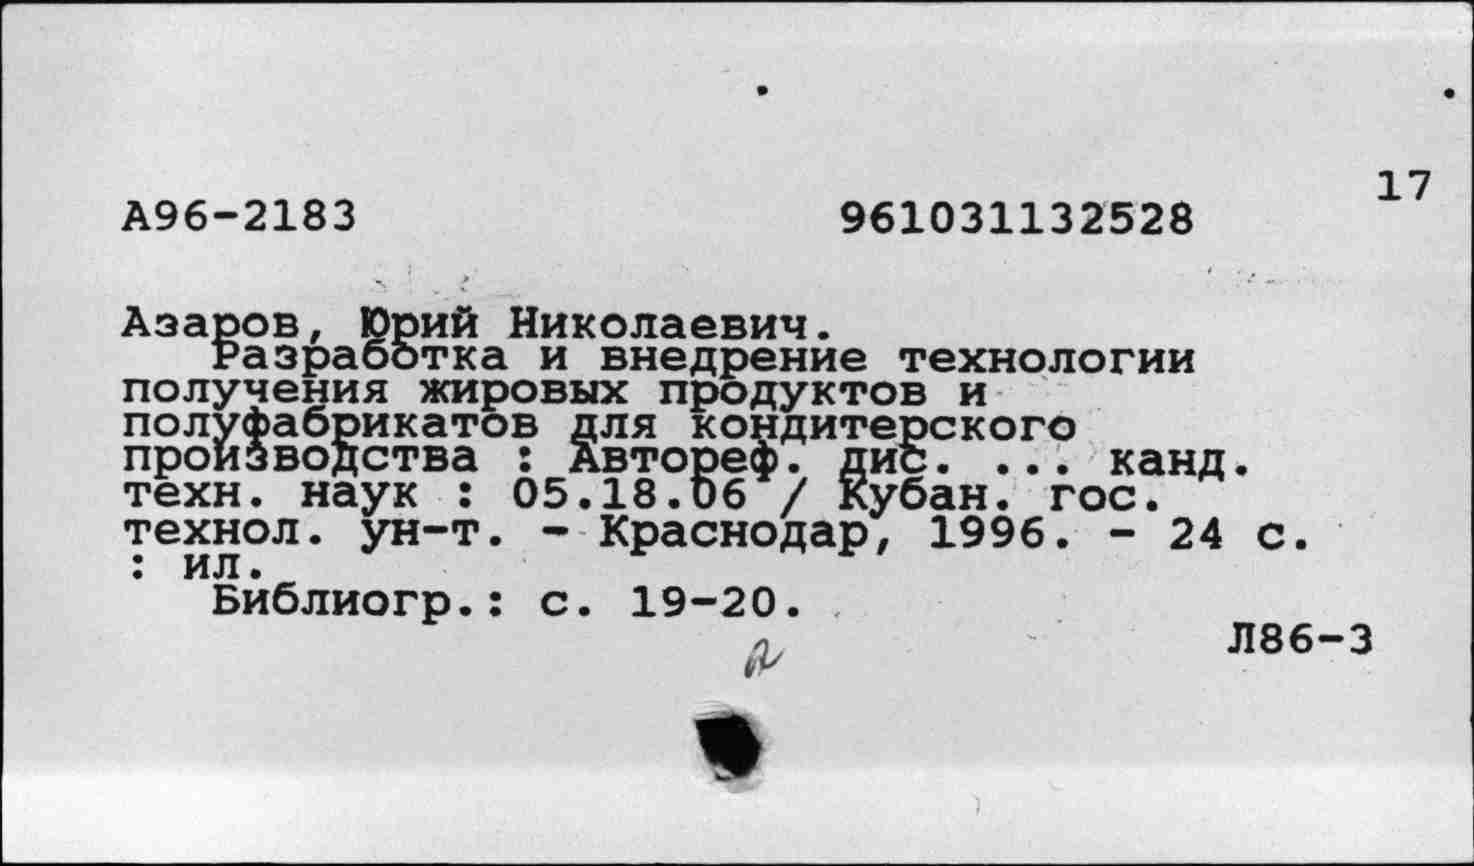 17
А96-2183 961031132528
Азаров, Юрий Николаевич.
Разработка и внедрение технологии
получения жировых продуктов и
полуфабрикатов для кондитерского
производства : Автореф. дис. ... канд.
техн. наук : 05.18.06 / Кубан. гос.
технол. ун-т. - Краснодар, 1996. - 24 с.
: ил.
Библиогр.: с. 19-20.
Л86-3